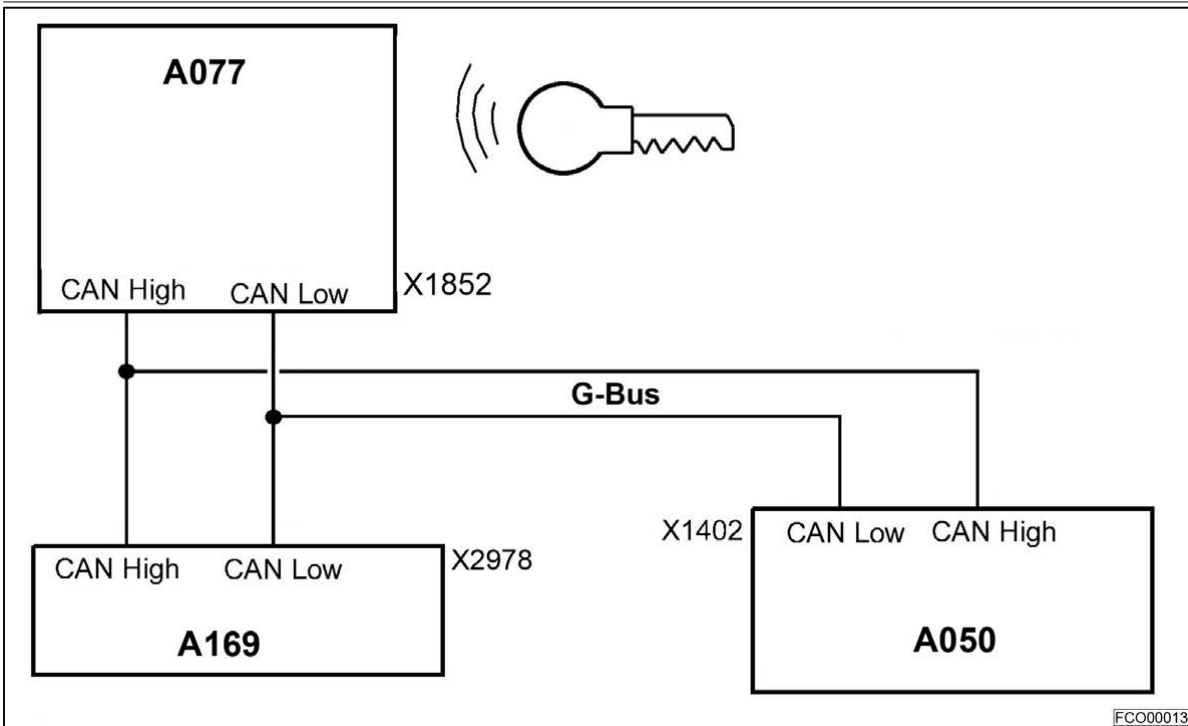 A077
CAN High CAN Low X1852
G-Bus
X1402 CAN Low CAN High
CAN High CAN Low X2978
A169
A050
FCO00013